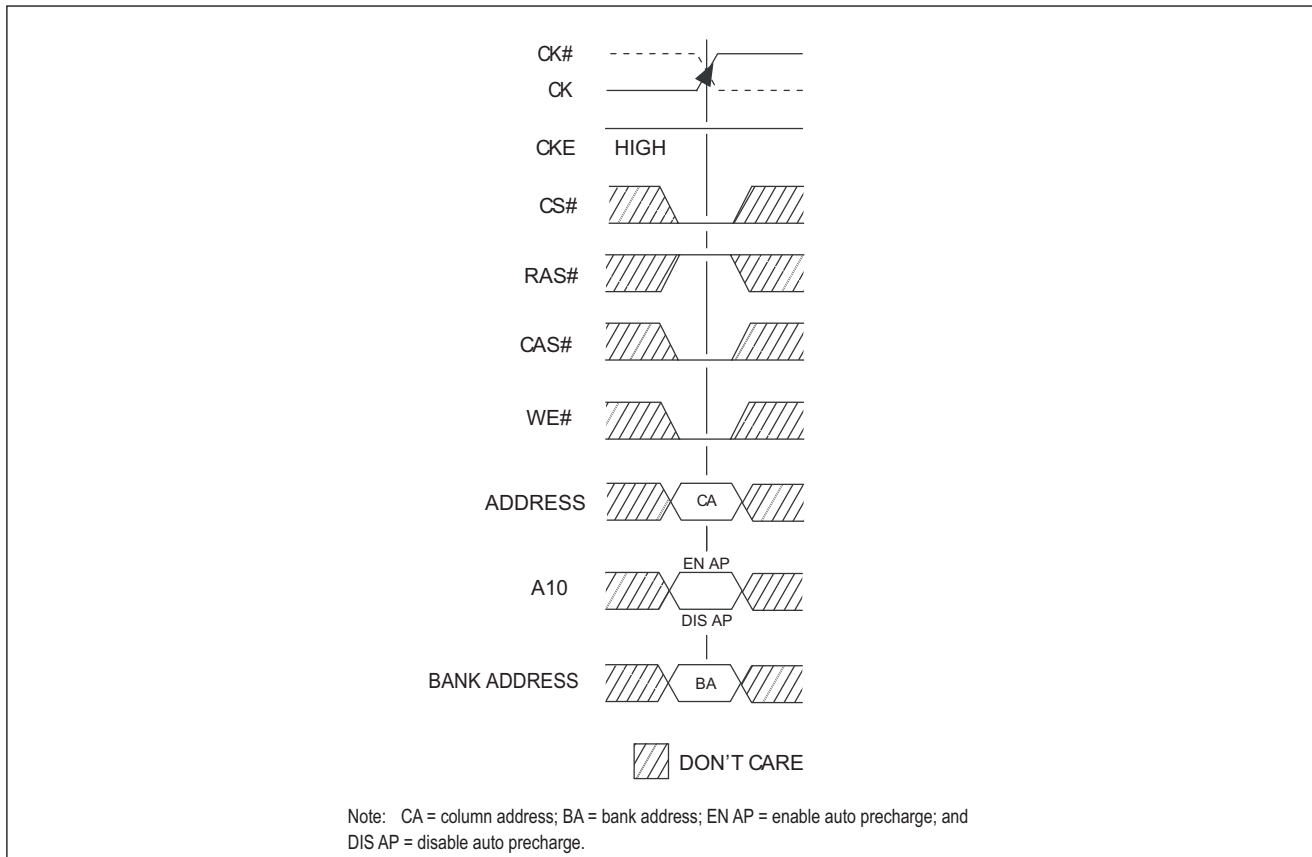 CK#
CK
CKE HIGH
CS#
RAS#
CAS#
WE#
ADDRESS CA
EN AP
A10
DIS AP
BANK ADDRESS BA
DON'T CARE
Note: CA = column address; BA = bank address; EN AP = enable auto precharge; and
DIS AP = disable auto precharge.